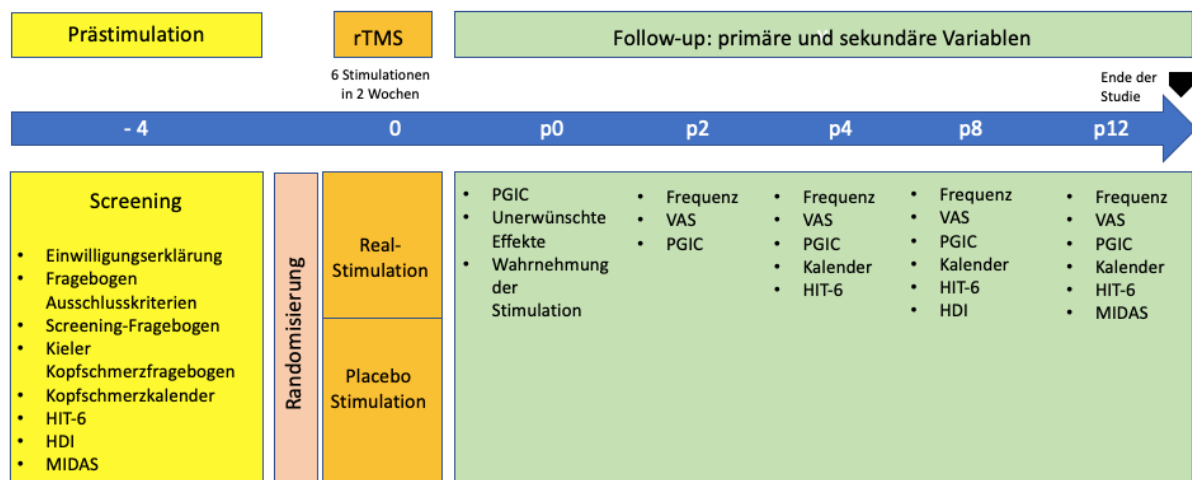 Prästimulation
rTMS
Follow-up: primäre und sekundäre Variablen
6 Stimulationen
in 2 Wochen
Ende der
Studie
- 4
0
p0
p2
p4
p8
p12
Screening
• Einwilligungserklärung
• Fragebogen
Ausschlusskriterien
• Screening-Fragebogen
• Kieler
Kopfschmerzfragebogen
• Kopfschmerzkalender
• HIT-6
• HDI
• MIDAS
Randomisierung
Real-
Stimulation
Placebo
Stimulation
• PGIC
• Unerwünschte
Effekte
• Wahrnehmung
der
Stimulation
• Frequenz
• VAS
• PGIC
• Frequenz
• VAS
• PGIC
• Kalender
• HIT-6
• Frequenz
• VAS
• PGIC
• Kalender
• HIT-6
• HDI
• Frequenz
• VAS
• PGIC
• Kalender
• HIT-6
• MIDAS